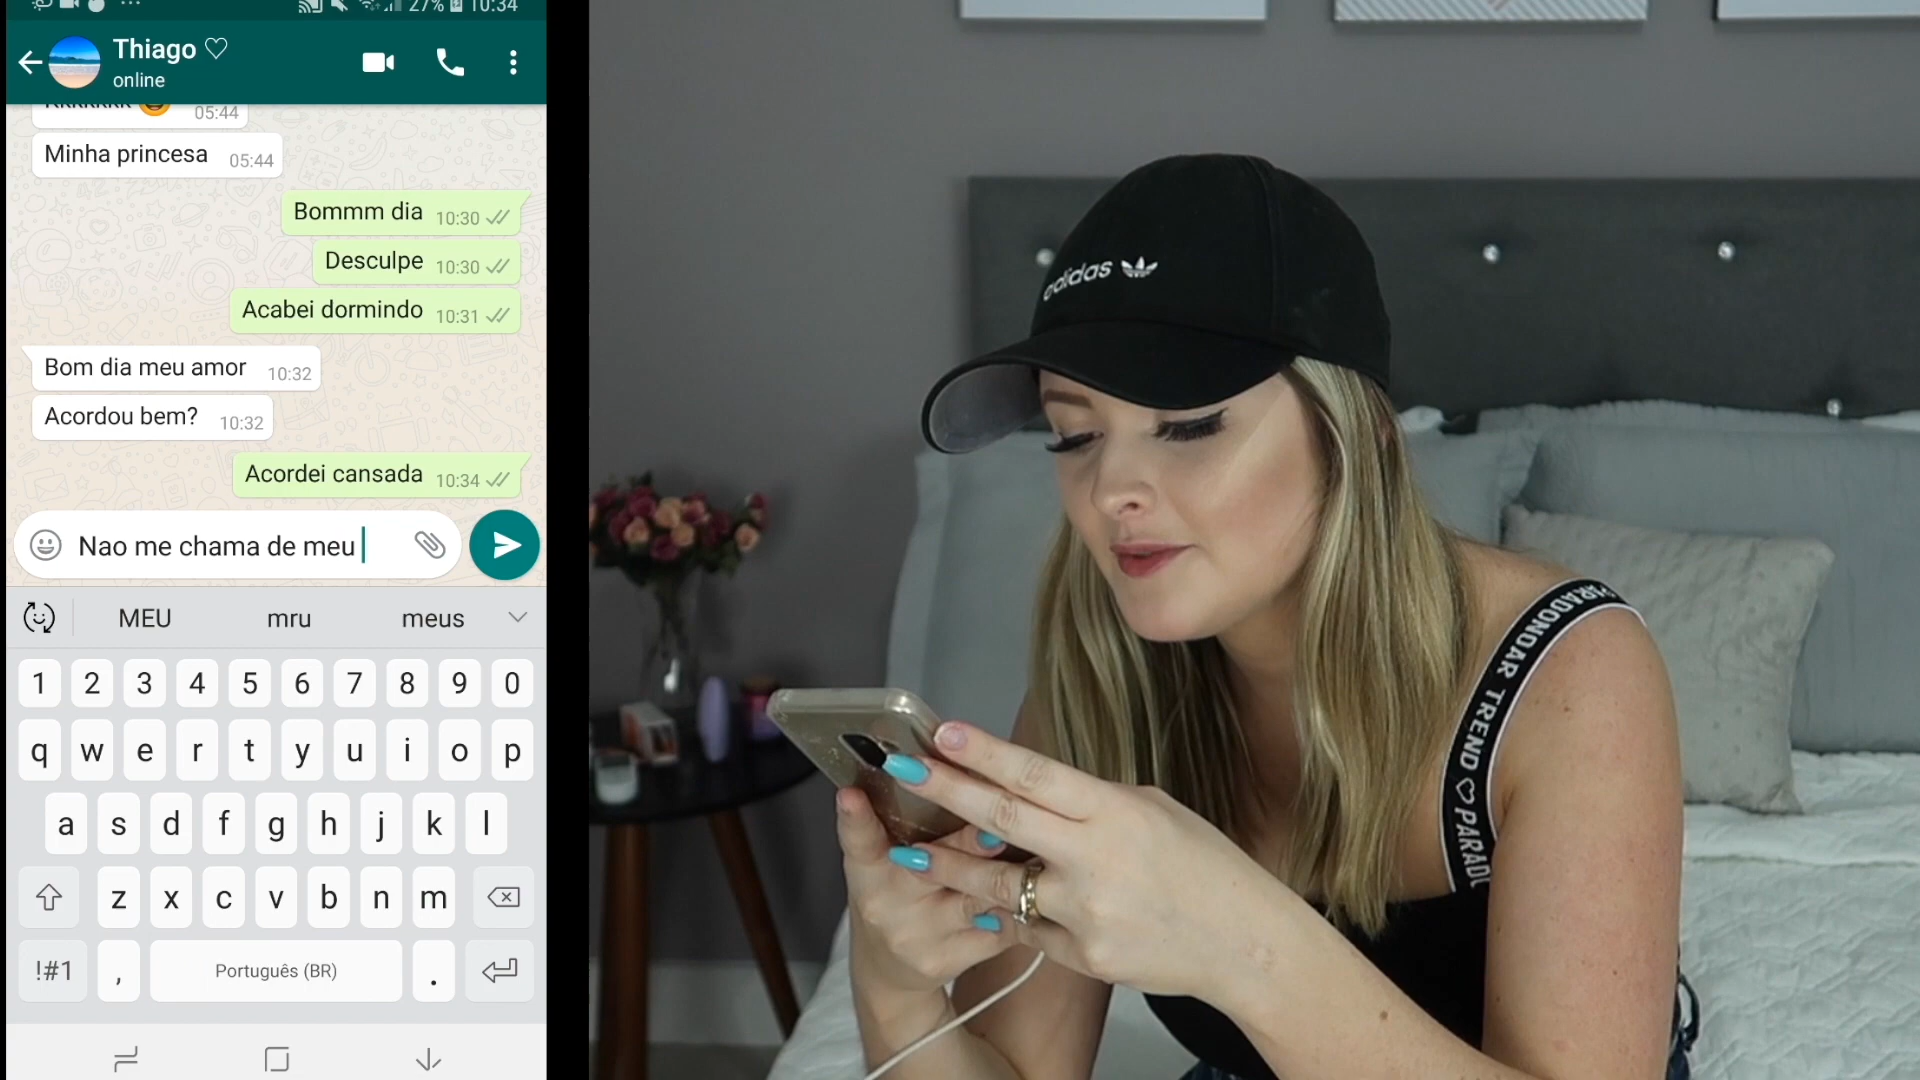 27% 10:34
Thiago ♡
online
05:44
Minha princesa 05:44
Bommm dia 10:30
Desculpe 10:30
Acabei dormindo 10:31
Bom dia meu amor 10:32
Acordou bem? 10:32
Acordei cansada 10:34
Nao me chama de meu
MEU mru meus
1 2 3 4 5 6 7 8 9 0
q w e r t y u i o p
a s d f g h j k l
z x c v b n m
!#1 , Português (BR) .
adidas
PARADONOAR TREND ♡ PARADO